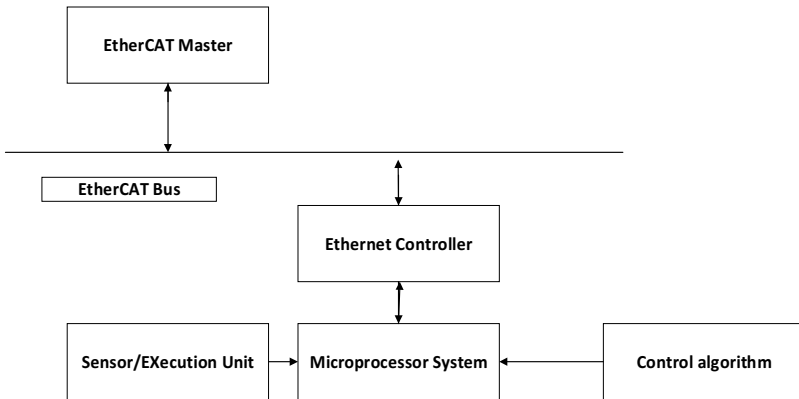 EtherCAT Master
EtherCAT Bus
Ethernet Controller
Sensor/EXecution Unit
Microprocessor System
Control algorithm